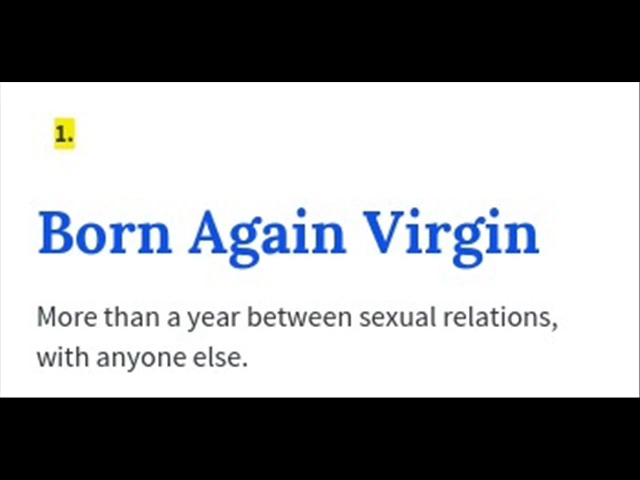 1.
Born Again Virgin
More than a year between sexual relations,
with anyone else.